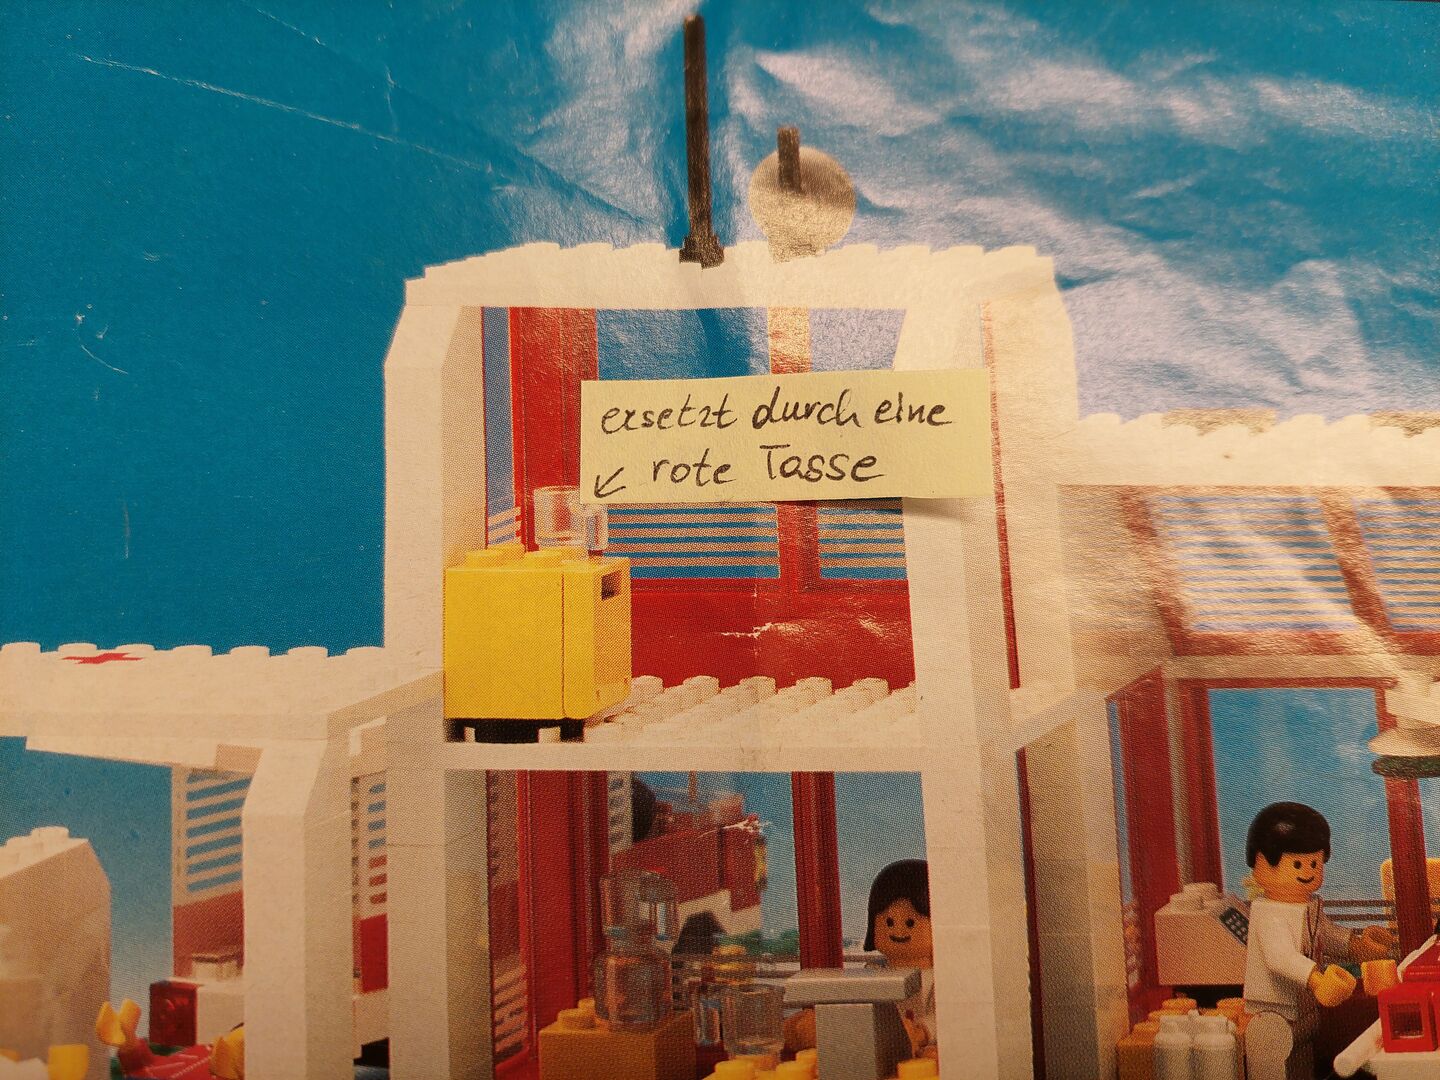 ersetzt durch eine
↙ rote Tasse